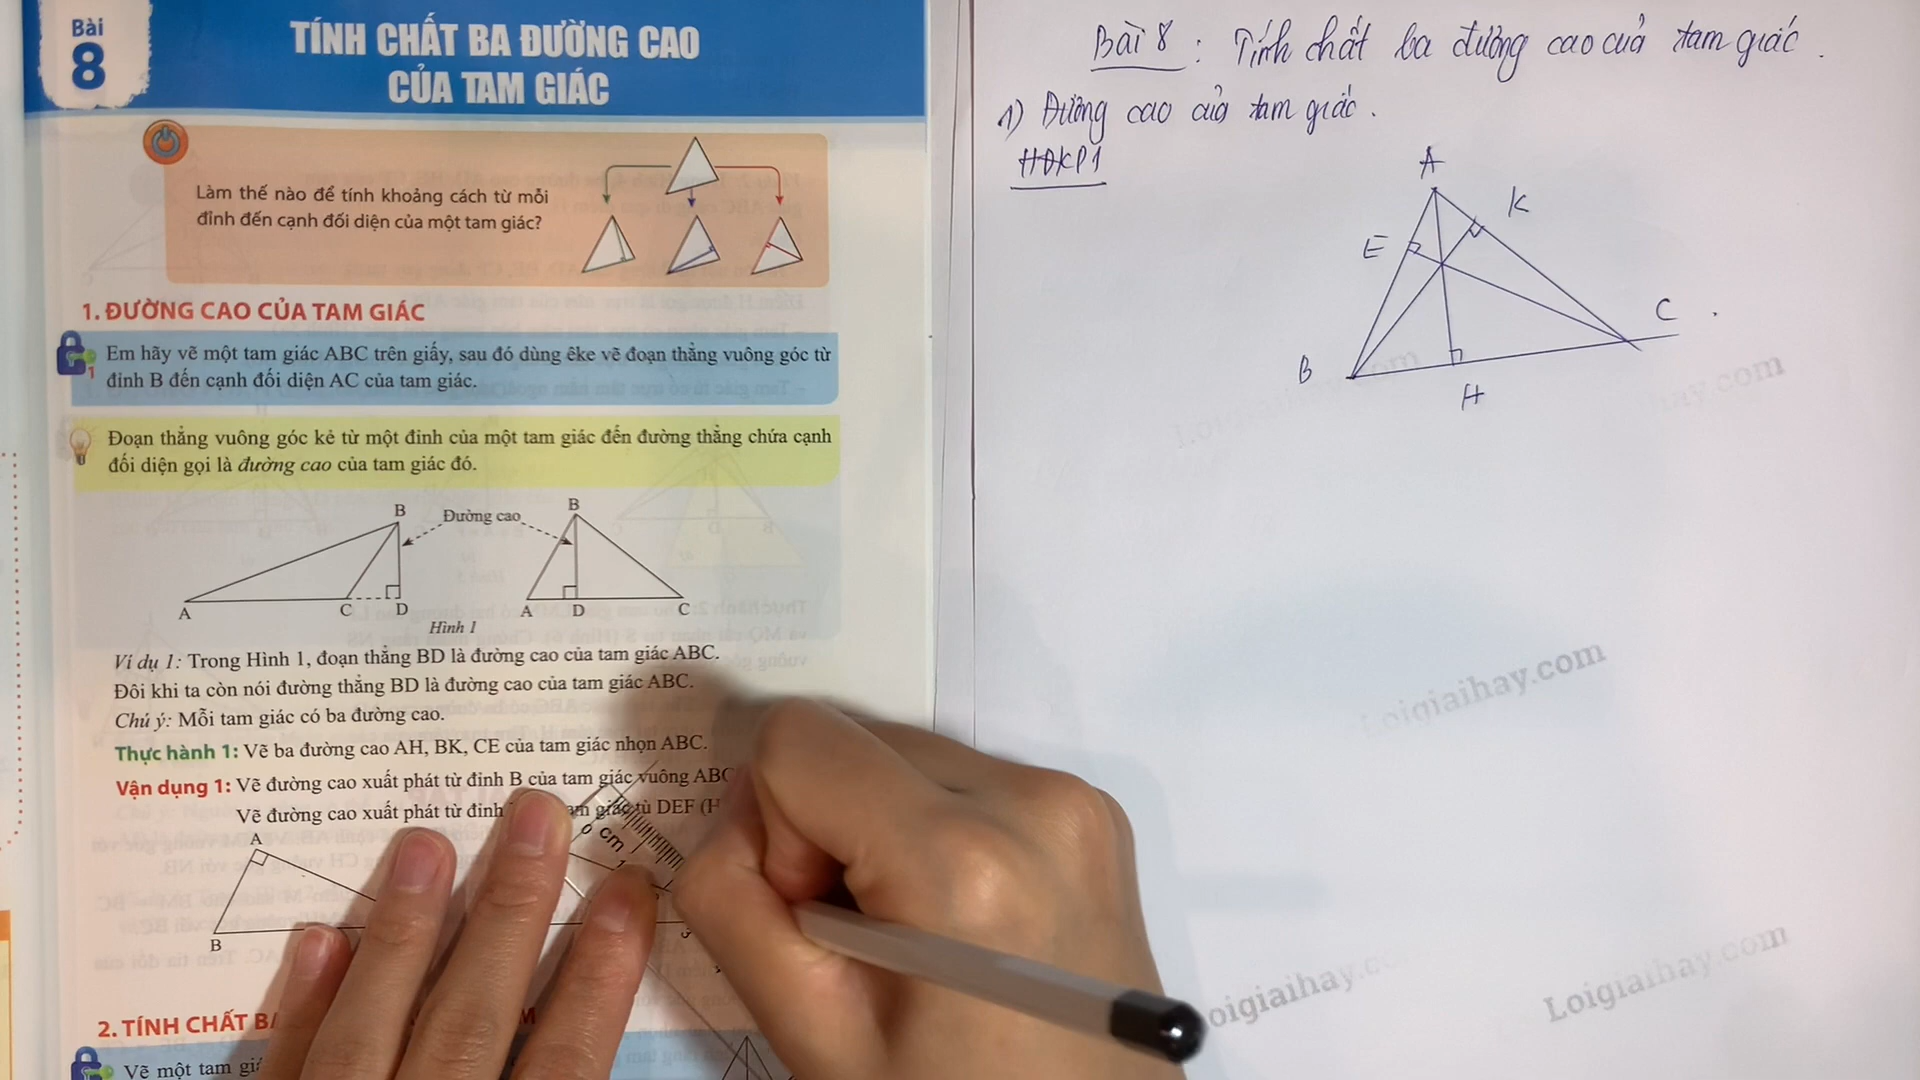 Bài
8
TÍNH CHẤT BA ĐƯỜNG CAO
CỦA TAM GIÁC
Làm thế nào để tính khoảng cách từ mỗi
đỉnh đến cạnh đối diện của một tam giác?
1. ĐƯỜNG CAO CỦA TAM GIÁC
1
Em hãy vẽ một tam giác ABC trên giấy, sau đó dùng êke vẽ đoạn thẳng vuông góc từ
đỉnh B đến cạnh đối diện AC của tam giác.
Đoạn thẳng vuông góc kẻ từ một đỉnh của một tam giác đến đường thẳng chứa cạnh
đối diện gọi là đường cao của tam giác đó.
B Đường cao B
A C D A D C
Hình 1
Ví dụ 1: Trong Hình 1, đoạn thẳng BD là đường cao của tam giác ABC.
Đôi khi ta còn nói đường thẳng BD là đường cao của tam giác ABC.
Chú ý: Mỗi tam giác có ba đường cao.
Thực hành 1: Vẽ ba đường cao AH, BK, CE của tam giác nhọn ABC.
Vận dụng 1: Vẽ đường cao xuất phát từ đỉnh B của tam giác vuông ABC
Vẽ đường cao xuất phát từ đỉnh giác tù DEF (H
A
B
0 cm 1
2. TÍNH CHẤT BA
Vẽ một tam giá
Bài 8 : Tính chất ba đường cao của tam giác.
1) Đường cao của tam giác.
HĐKP1
A
K
E
C
B
H
Loigiaihay.com
Loigiaihay.com